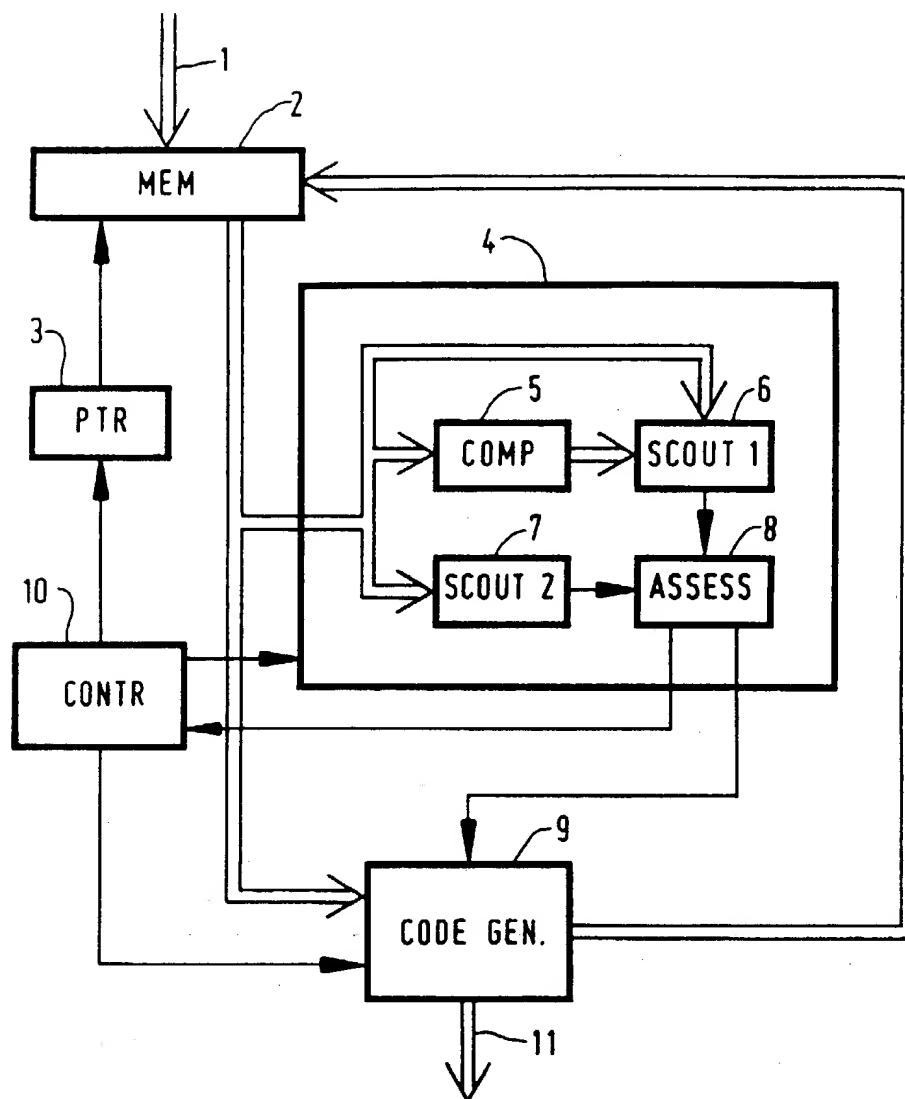 1
2
MEM
4
3
PTR
5
6
COMP
SCOUT 1
7
8
SCOUT 2
ASSESS
10
CONTR
9
CODE GEN.
11